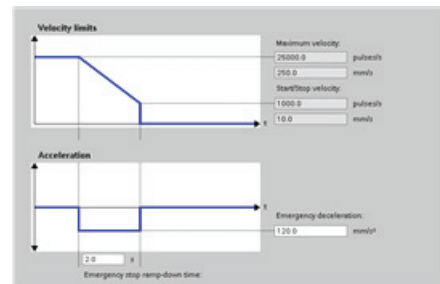 Velocity limits
Maximum velocity:
25000.0 pulses/s
250.0 mm/s
Start/Stop velocity:
1000.0 pulses/s
10.0 mm/s
t
Acceleration
t
Emergency deceleration:
120.0 mm/s²
2.0 s
Emergency stop ramp-down time: